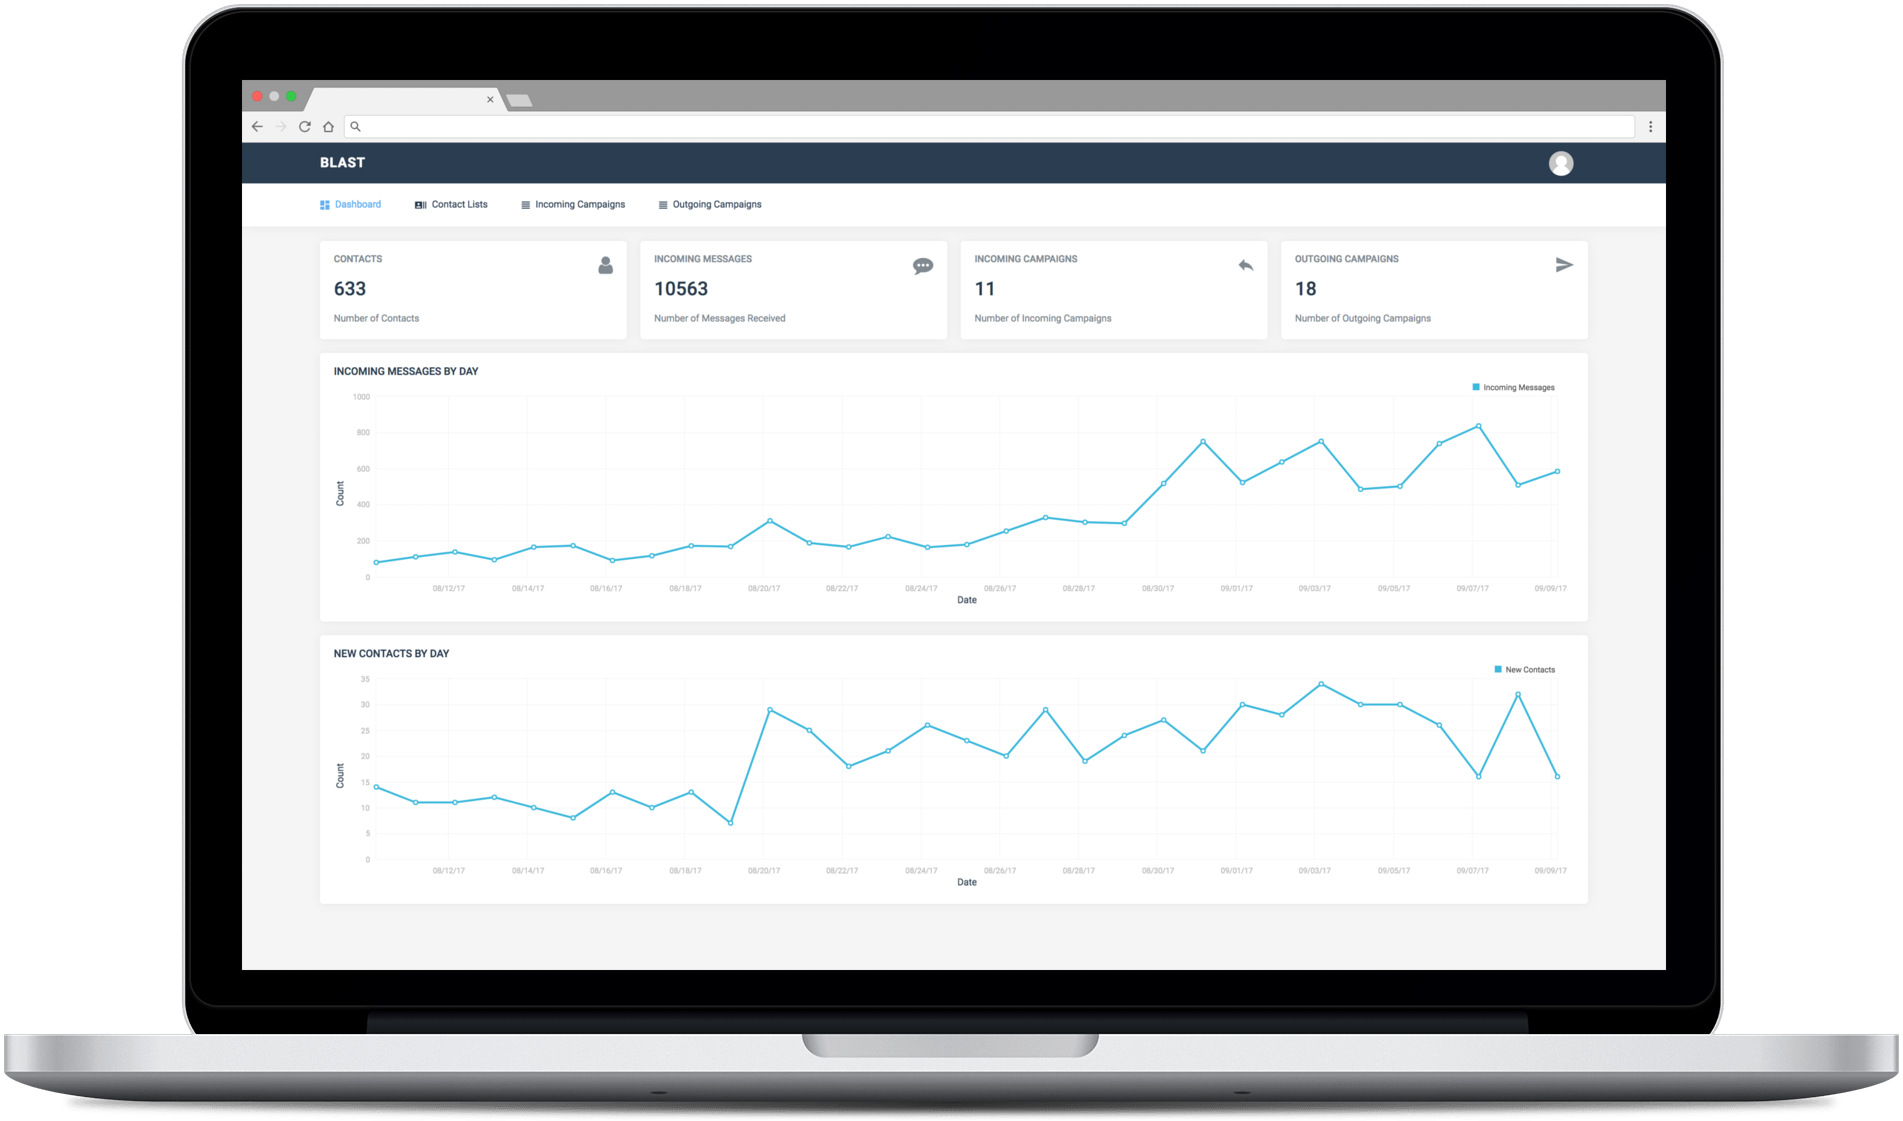 BLAST
Dashboard Contact Lists Incoming Campaigns Outgoing Campaigns
CONTACTS
633
Number of Contacts
INCOMING MESSAGES
10563
Number of Messages Received
INCOMING CAMPAIGNS
11
Number of Incoming Campaigns
OUTGOING CAMPAIGNS
18
Number of Outgoing Campaigns
INCOMING MESSAGES BY DAY
Incoming Messages
1000
800
600
400
200
0
Count
08/12/17 08/14/17 08/16/17 08/18/17 08/20/17 08/22/17 08/24/17 08/26/17 08/28/17 08/30/17 09/01/17 09/03/17 09/05/17 09/07/17 09/09/17
Date
NEW CONTACTS BY DAY
New Contacts
35
30
25
20
15
10
5
0
Count
08/12/17 08/14/17 08/16/17 08/18/17 08/20/17 08/22/17 08/24/17 08/26/17 08/28/17 08/30/17 09/01/17 09/03/17 09/05/17 09/07/17 09/09/17
Date